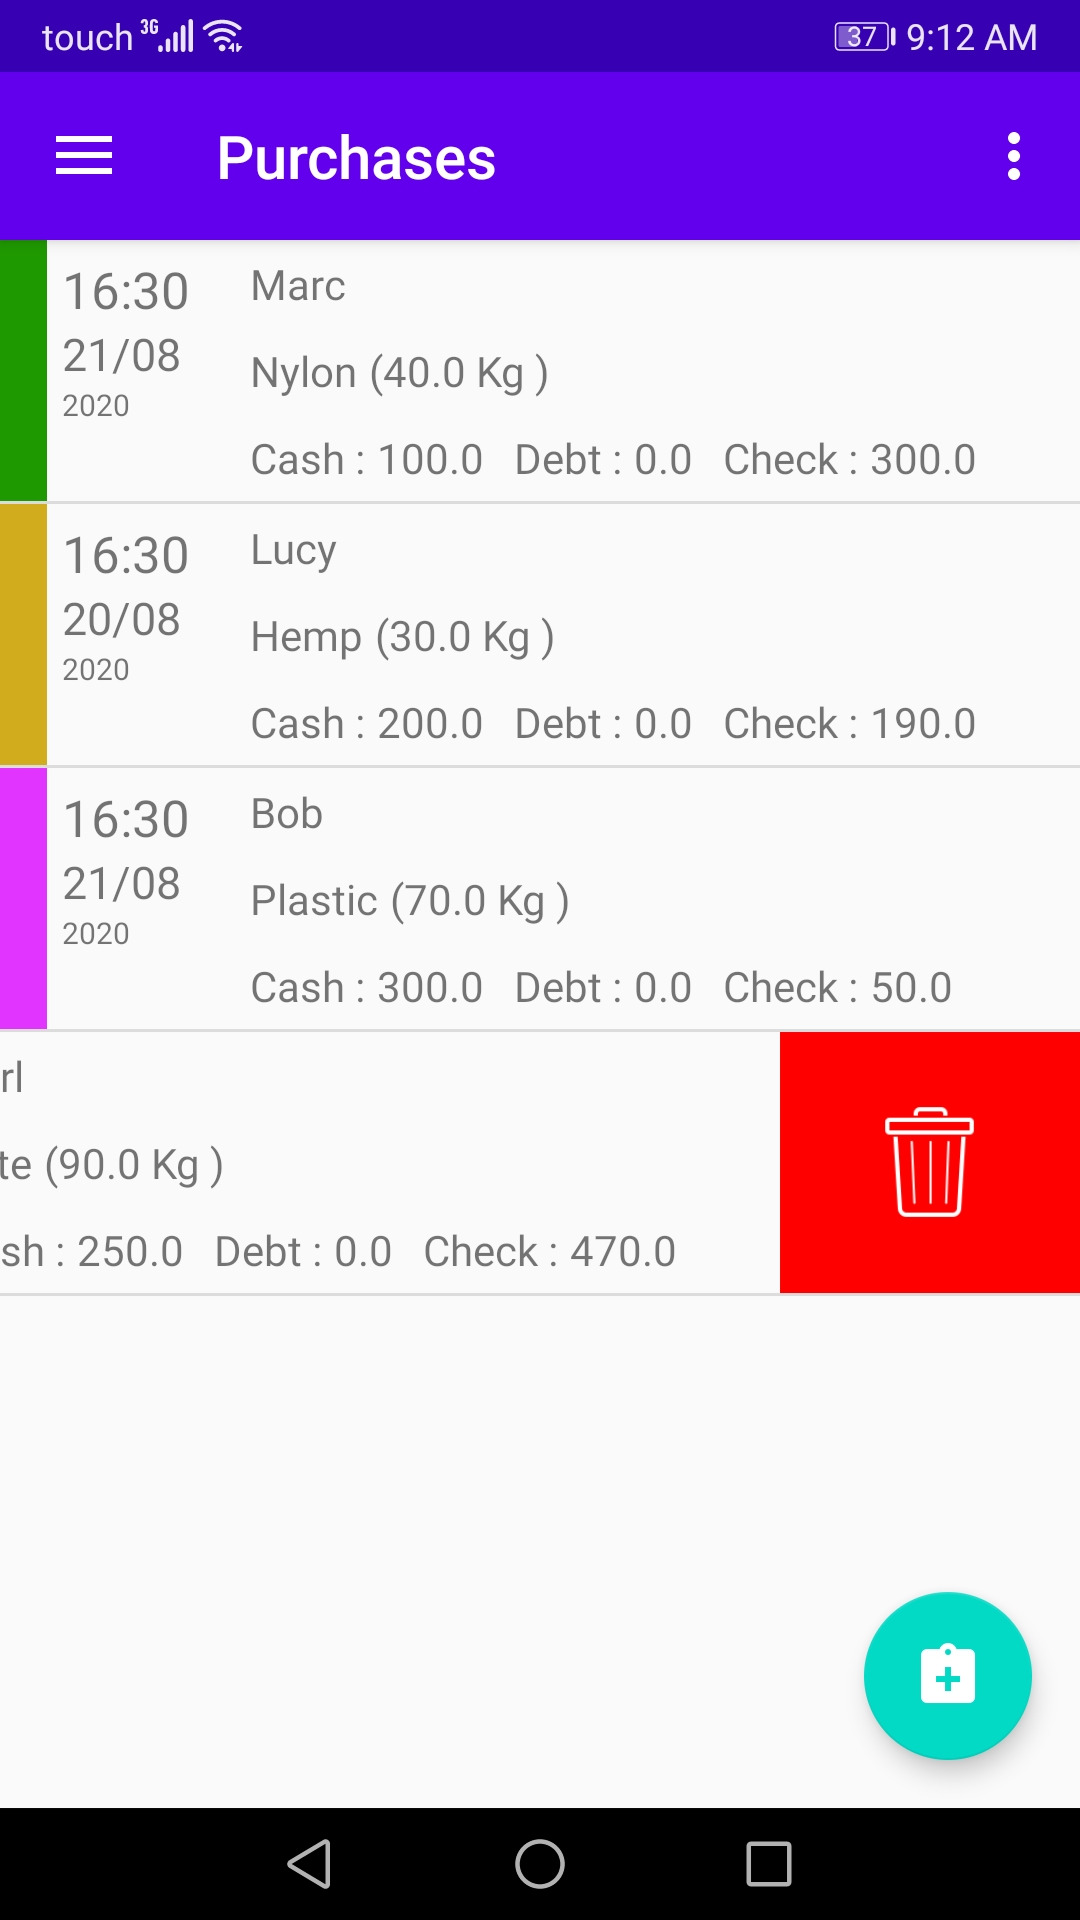 touch 3G 37 9:12 AM
Purchases
16:30 Marc
21/08
2020
Nylon (40.0 Kg )
Cash : 100.0 Debt : 0.0 Check : 300.0
16:30 Lucy
20/08
2020
Hemp (30.0 Kg )
Cash : 200.0 Debt : 0.0 Check : 190.0
16:30 Bob
21/08
2020
Plastic (70.0 Kg )
Cash : 300.0 Debt : 0.0 Check : 50.0
rl
te (90.0 Kg )
sh : 250.0 Debt : 0.0 Check : 470.0